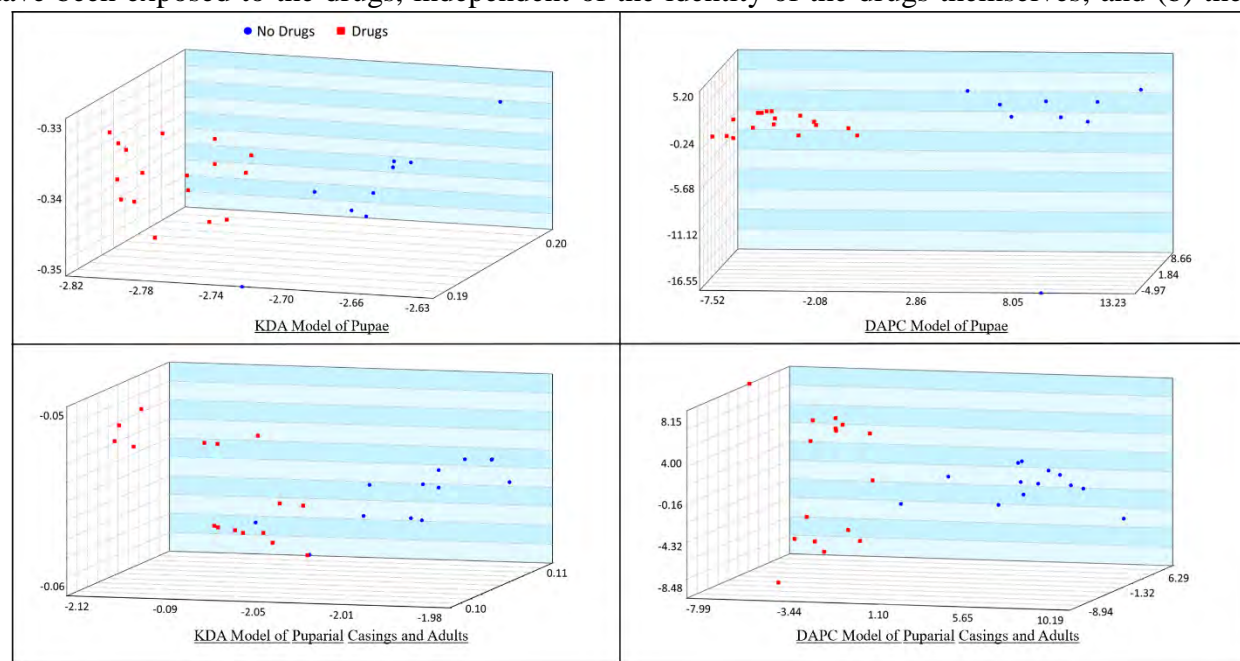 have been exposed to the drugs, independent of the identity of the drugs themselves, and (b) the
No Drugs Drugs
-0.33
-0.34
-0.35
-2.82 -2.78 -2.74 -2.70 -2.66 -2.63
0.19
0.20
KDA Model of Pupae
5.20
-0.24
-5.68
-11.12
-16.55
-7.52 -2.08 2.86 8.05 13.23
-4.97
1.84
8.66
DAPC Model of Pupae
-0.05
-0.06
-2.12 -0.09 -2.05 -2.01 -1.98
0.10
0.11
KDA Model of Puparial Casings and Adults
8.15
4.00
-0.16
-4.32
-8.48
-7.99 -3.44 1.10 5.65 10.19
-8.94
-1.32
6.29
DAPC Model of Puparial Casings and Adults